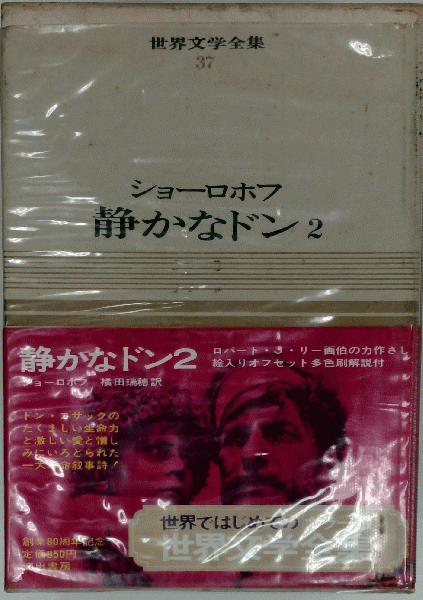 世界文学全集
37
ショーロホフ
静かなドン 2
静かなドン2
ショーロホフ 横田瑞穂訳
ロバート・J・リー画伯の力作さし
絵入りオフセット多色刷解説付
ドン・コサックの
たくましい生命力
と激しい愛と憎し
みにいろどられた
叙事詩!
世界ではじめての
世界文学全集
創業80周年記念
定価850円
河出書房